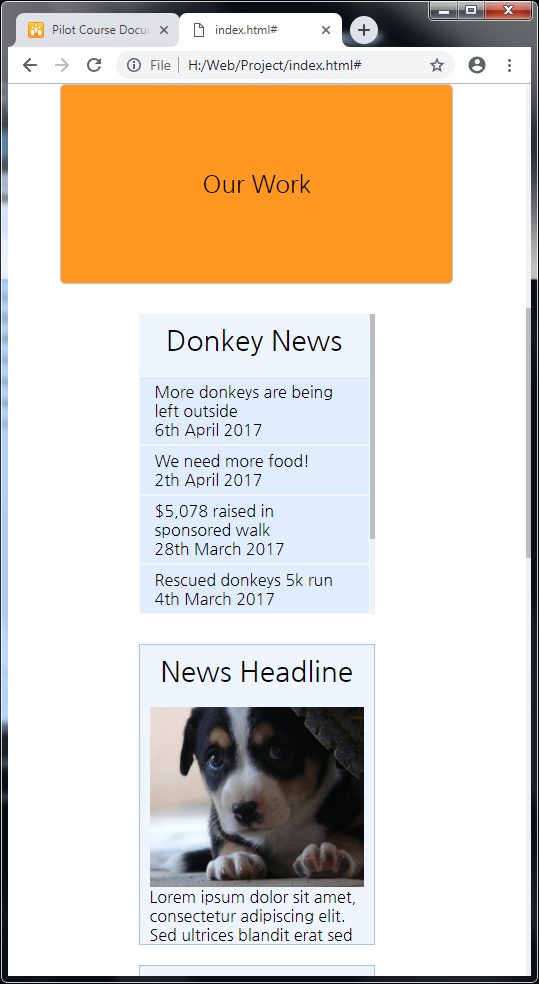 Pilot Course Docu
index.html#
File
H:/Web/Project/index.html#
Our Work
Donkey News
More donkeys are being
left outside
6th April 2017
We need more food!
2th April 2017
$5,078 raised in
sponsored walk
28th March 2017
Rescued donkeys 5k run
4th March 2017
News Headline
Lorem ipsum dolor sit amet,
consectetur adipiscing elit.
Sed ultrices blandit erat sed